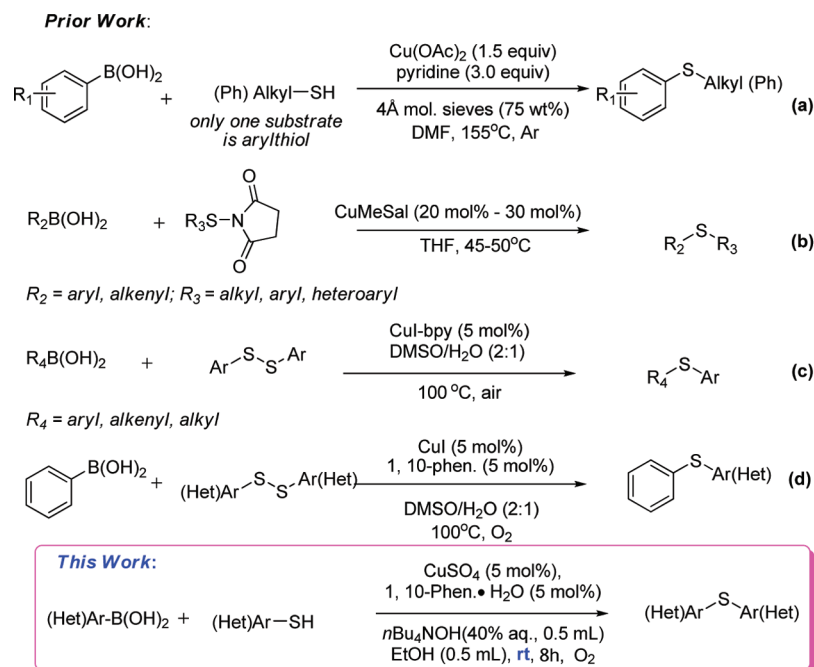 Prior Work:
B(OH)2
R1
+
(Ph) Alkyl—SH
only one substrate
is arylthiol
Cu(OAc)2 (1.5 equiv)
pyridine (3.0 equiv)
4Å mol. sieves (75 wt%)
DMF, 155°C, Ar
S
R1
Alkyl (Ph)
(a)
R2B(OH)2
+
O
R3S—N
O
CuMeSal (20 mol% - 30 mol%)
THF, 45-50°C
S
R2 R3
(b)
R2 = aryl, alkenyl; R3 = alkyl, aryl, heteroaryl
R4B(OH)2
+
Ar S S Ar
CuI-bpy (5 mol%)
DMSO/H2O (2:1)
100 °C, air
S
R4 Ar
(c)
R4 = aryl, alkenyl, alkyl
B(OH)2
+
(Het)Ar S S Ar(Het)
CuI (5 mol%)
1, 10-phen. (5 mol%)
DMSO/H2O (2:1)
100°C, O2
S
Ar(Het)
(d)
This Work:
(Het)Ar-B(OH)2
+
(Het)Ar—SH
CuSO4 (5 mol%),
1, 10-Phen.• H2O (5 mol%)
nBu4NOH(40% aq., 0.5 mL)
EtOH (0.5 mL), rt, 8h, O2
S
(Het)Ar Ar(Het)